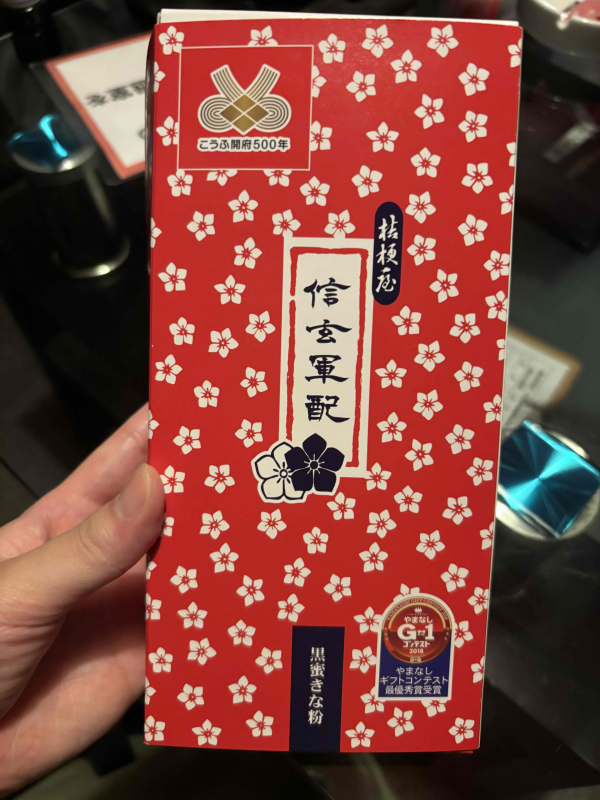 こうふ開府500年
桔梗屋
信玄軍配
黒蜜きな粉
やまなし
G-1
コンテスト
2018
やまなし
ギフトコンテスト
最優秀賞受賞